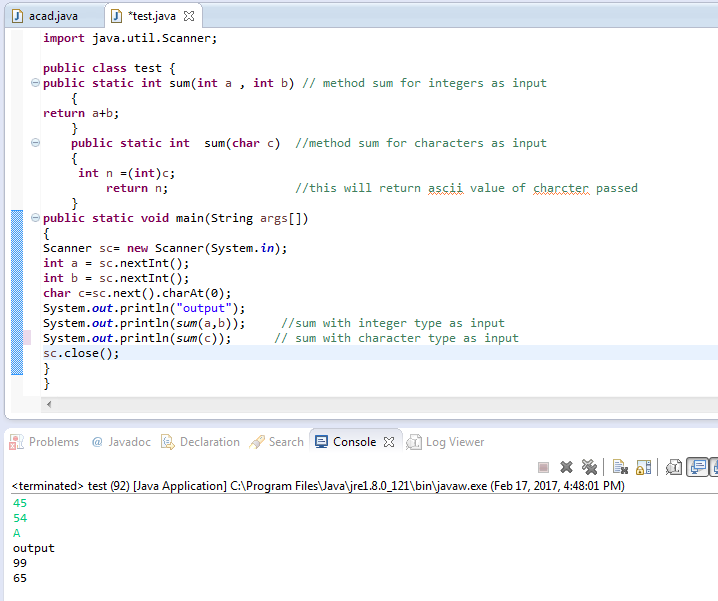 acad.java *test.java
import java.util.Scanner;
public class test {
public static int sum(int a , int b) // method sum for integers as input
{
return a+b;
}
public static int  sum(char c)  //method sum for characters as input
{
int n =(int)c;
return n; //this will return ascii value of charcter passed
}
public static void main(String args[])
{
Scanner sc= new Scanner(System.in);
int a = sc.nextInt();
int b = sc.nextInt();
char c=sc.next().charAt(0);
System.out.println("output");
System.out.println(sum(a,b)); //sum with integer type as input
System.out.println(sum(c)); // sum with character type as input
sc.close();
}
}
Problems @ Javadoc Declaration Search Console Log Viewer
<terminated> test (92) [Java Application] C:\Program Files\Java\jre1.8.0_121\bin\javaw.exe (Feb 17, 2017, 4:48:01 PM)
45
54
A
output
99
65